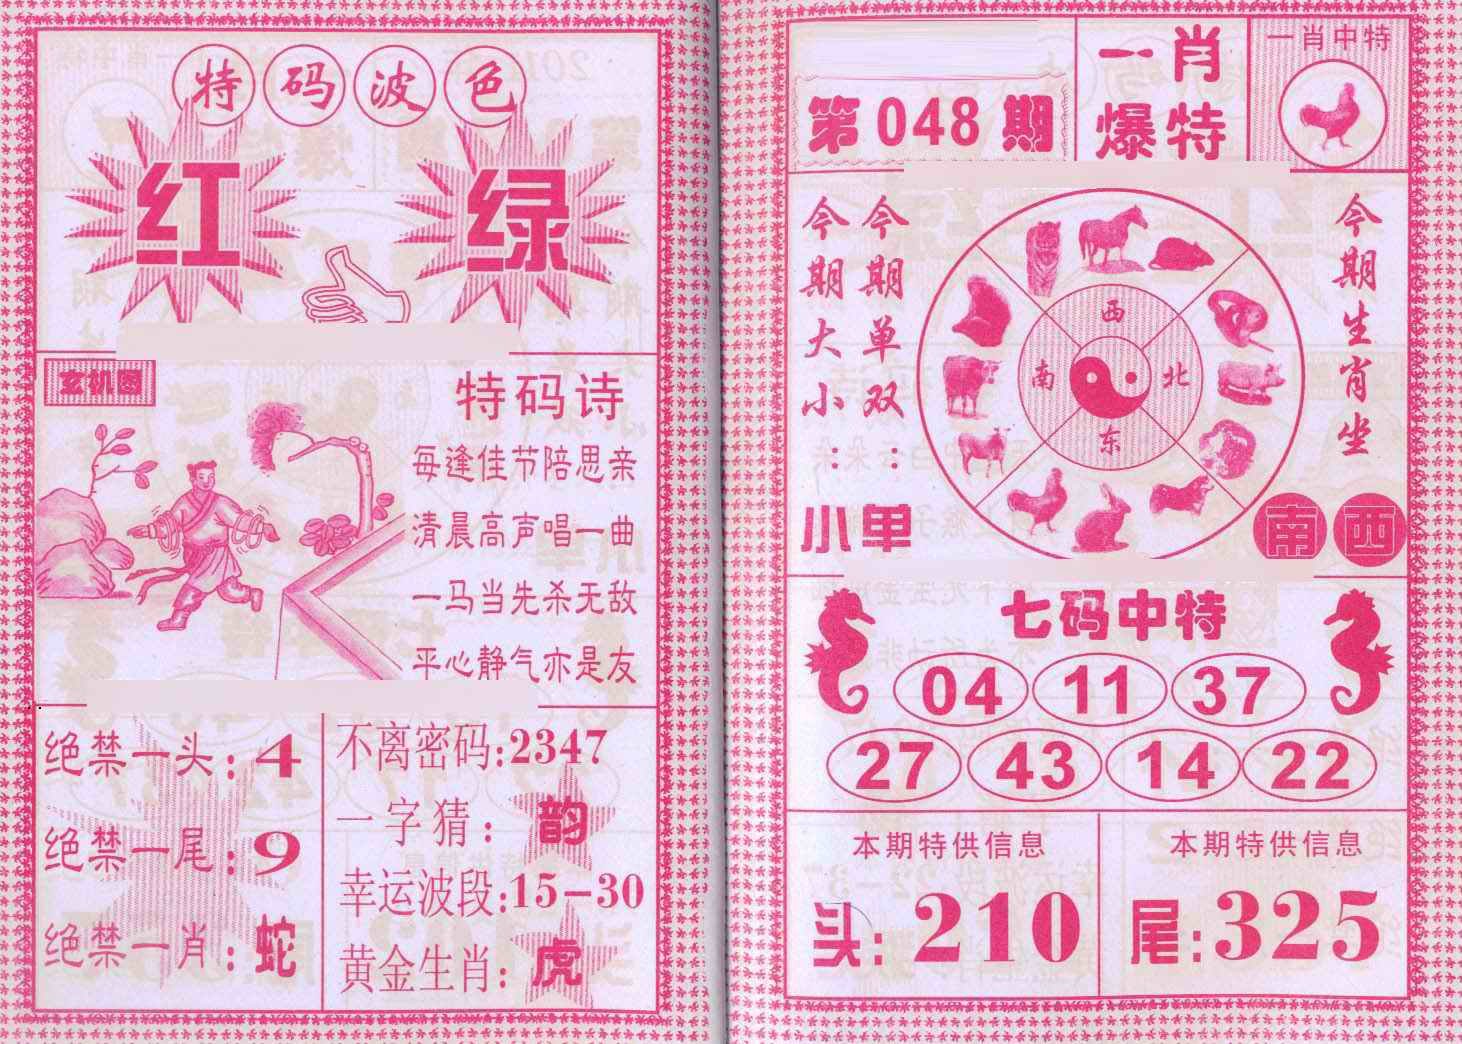 特码波色
红 绿
玄机图
特码诗
每逢佳节陪思亲
清晨高声唱一曲
一马当先杀无敌
平心静气亦是友
绝禁一头:4
绝禁一尾:9
绝禁一肖:蛇
不离密码:2347
一字猜:韵
幸运波段:15-30
黄金生肖:虎
第048期
一肖
爆特
一肖中特
今期大小:小
今期单双:单
西
南 北
东
今期生肖坐
南西
七码中特
04 11 37
27 43 14 22
本期特供信息
头:210
本期特供信息
尾:325